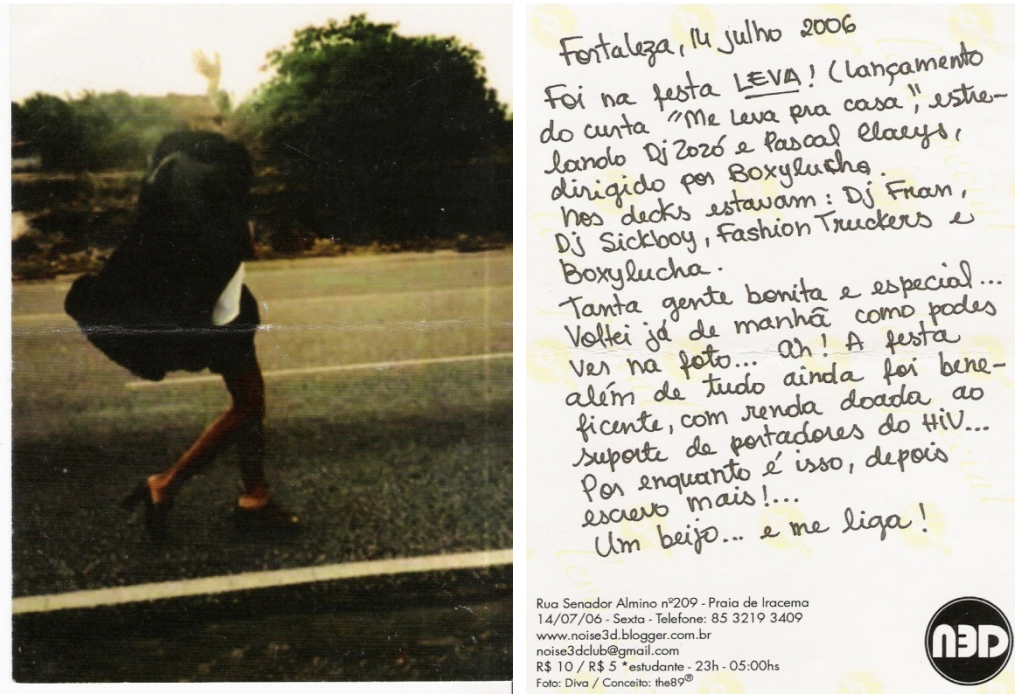 Fortaleza, 14 julho 2006
Foi na festa LEVA! (lançamento
do curta "Me Leva pra casa", estre-
lando Dj Zozó e Pascal Claeys,
dirigido por Boxylucha.
Nos decks estavam: Dj Fran,
Dj Sickboy, Fashion Truckers e
Boxylucha.
Tanta gente bonita e especial...
Voltei já de manhã como podes
ver na foto... ah! A festa
além de tudo ainda foi bene-
ficente, com renda doada ao
suporte de portadores do HiV...
Por enquanto é isso, depois
escrevo mais!...
Um beijo... e me liga!
Rua Senador Almino nº209 - Praia de Iracema
14/07/06 - Sexta - Telefone: 85 3219 3409
www.noise3d.blogger.com.br
noise3dclub@gmail.com
R$ 10 / R$ 5 *estudante - 23h - 05:00hs
Foto: Diva / Conceito: the89®
N3D